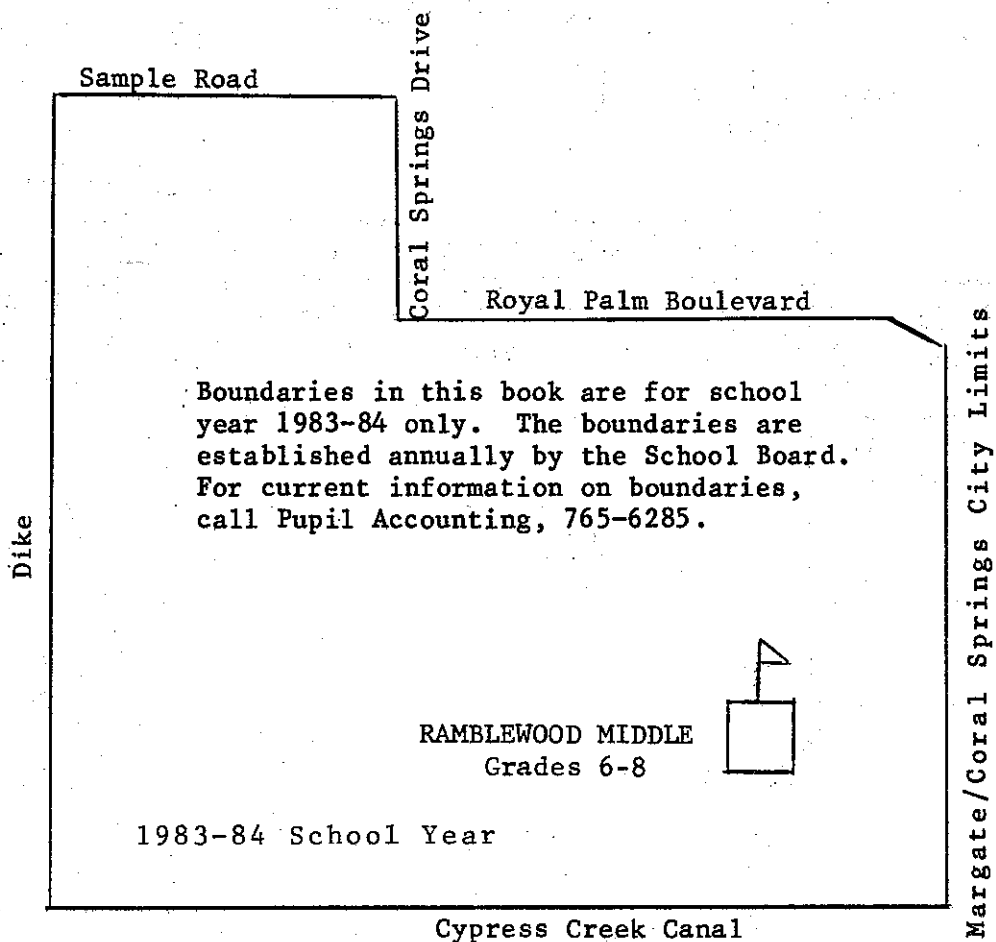 Sample Road
Coral Springs Drive
Royal Palm Boulevard
Margate/Coral Springs City Limits
Boundaries in this book are for school
year 1983-84 only. The boundaries are
established annually by the School Board.
For current information on boundaries,
call Pupil Accounting, 765-6285.
Dike
RAMBLEWOOD MIDDLE
Grades 6-8
1983-84 School Year
Cypress Creek Canal